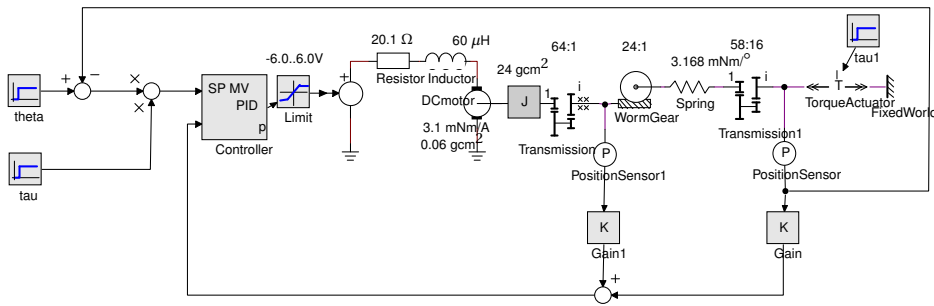 theta
tau
+
−
×
×
SP MV
PID
p
Controller
-6.0..6.0V
Limit
+
20.1 Ω
Resistor
60 μH
Inductor
DCmotor
3.1 mNm/A
0.06 gcm²
24 gcm²
J
64:1
1
i
Transmission
24:1
WormGear
3.168 mNm/°
Spring
58:16
1
i
Transmission1
tau1
T
TorqueActuator
FixedWorld
P
PositionSensor1
P
PositionSensor
K
Gain1
K
Gain
+